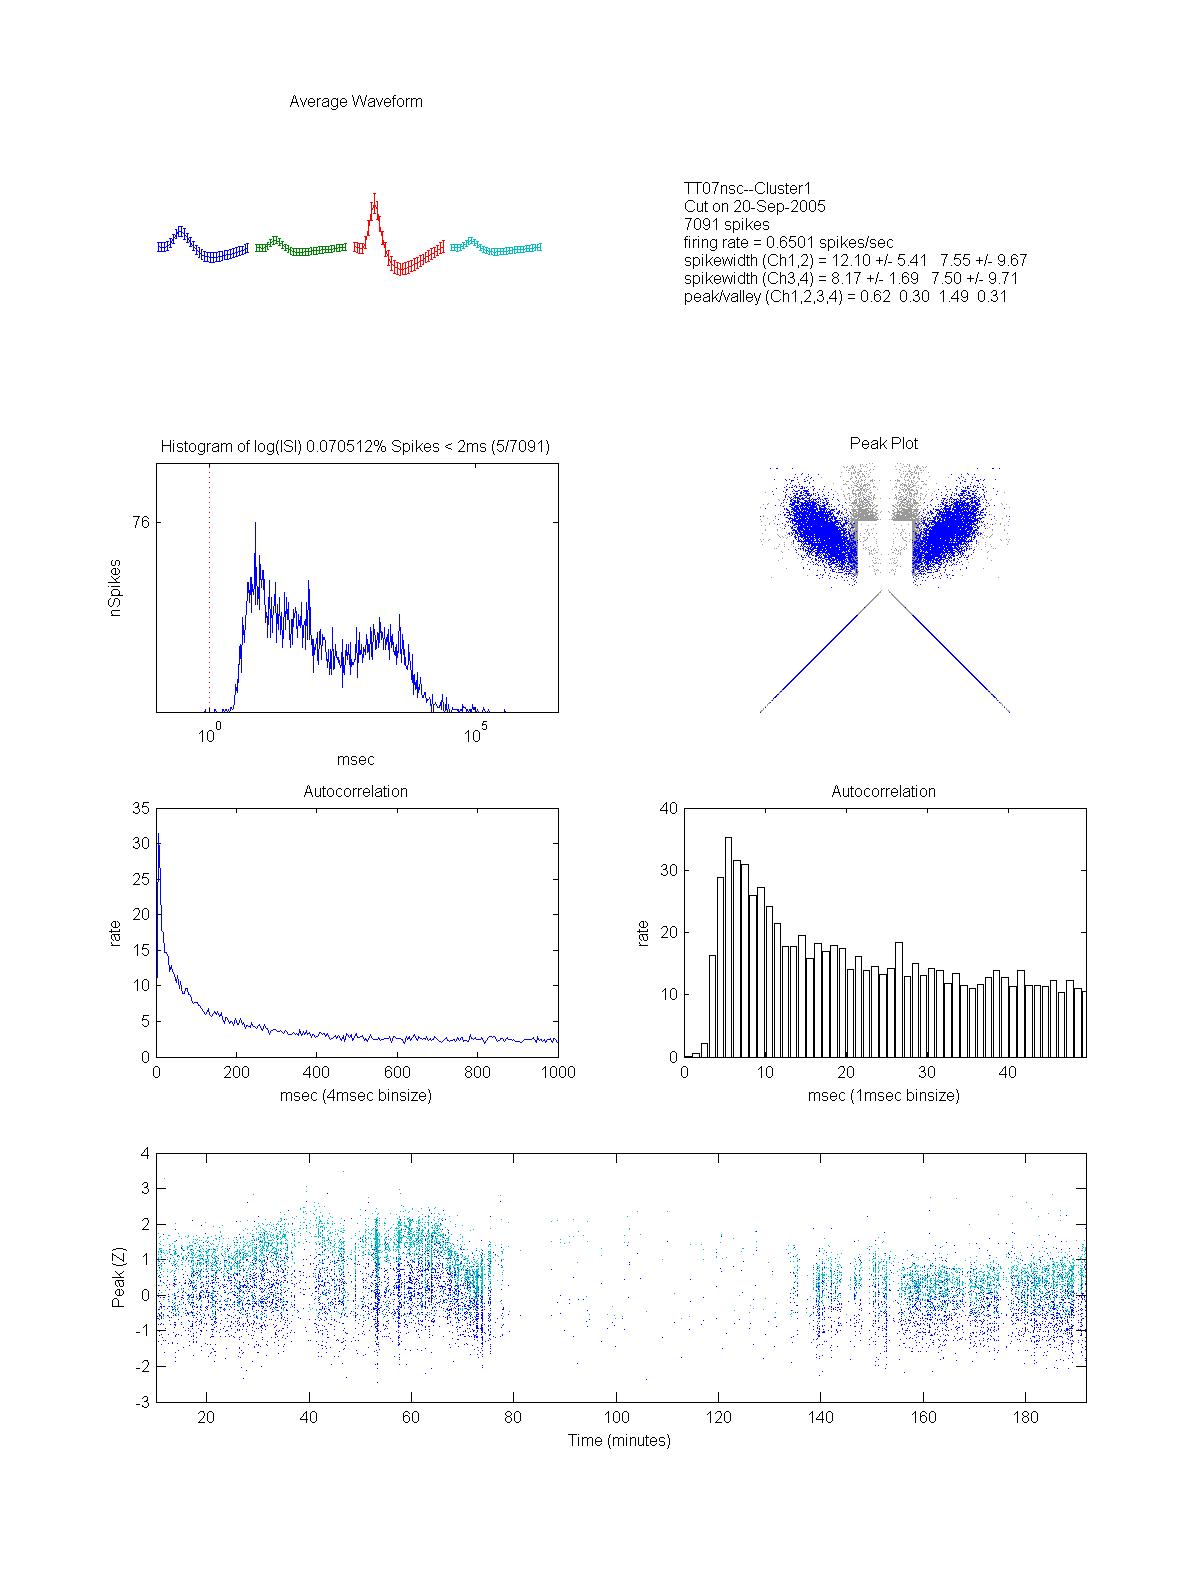 Average Waveform
TT07nsc--Cluster1
Cut on 20-Sep-2005
7091 spikes
firing rate = 0.6501 spikes/sec
spikewidth (Ch1,2) = 12.10 +/- 5.41 7.55 +/- 9.67
spikewidth (Ch3,4) = 8.17 +/- 1.69 7.50 +/- 9.71
peak/valley (Ch1,2,3,4) = 0.62 0.30 1.49 0.31
Histogram of log(ISI) 0.070512% Spikes < 2ms (5/7091)
76
nSpikes
10^0 10^5
msec
Peak Plot
Autocorrelation
35
30
25
20
15
10
5
0
rate
0 200 400 600 800 1000
msec (4msec binsize)
Autocorrelation
40
30
20
10
0
rate
0 10 20 30 40
msec (1msec binsize)
4
3
2
1
0
-1
-2
-3
Peak (Z)
20 40 60 80 100 120 140 160 180
Time (minutes)